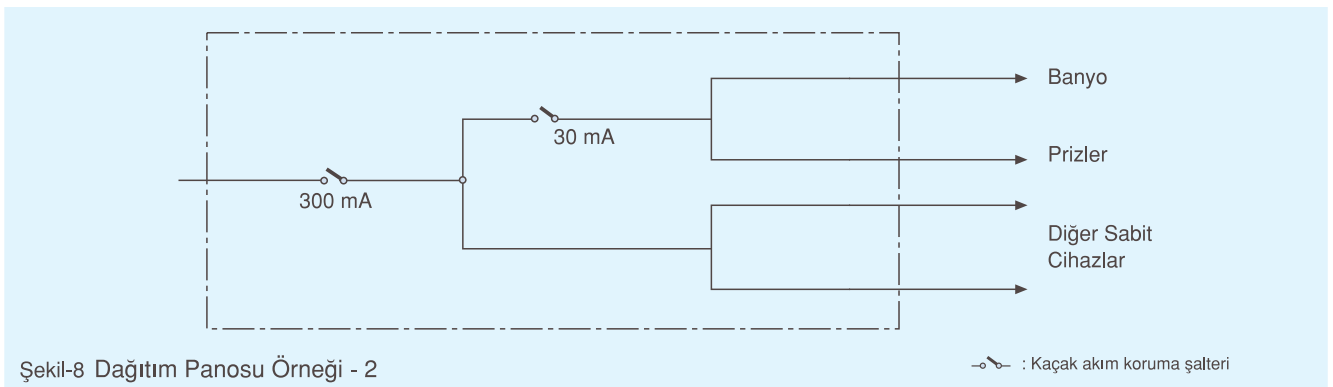 Banyo
30 mA
Prizler
300 mA
Diğer Sabit
Cihazlar
Şekil-8 Dağıtım Panosu Örneği - 2
: Kaçak akım koruma şalteri